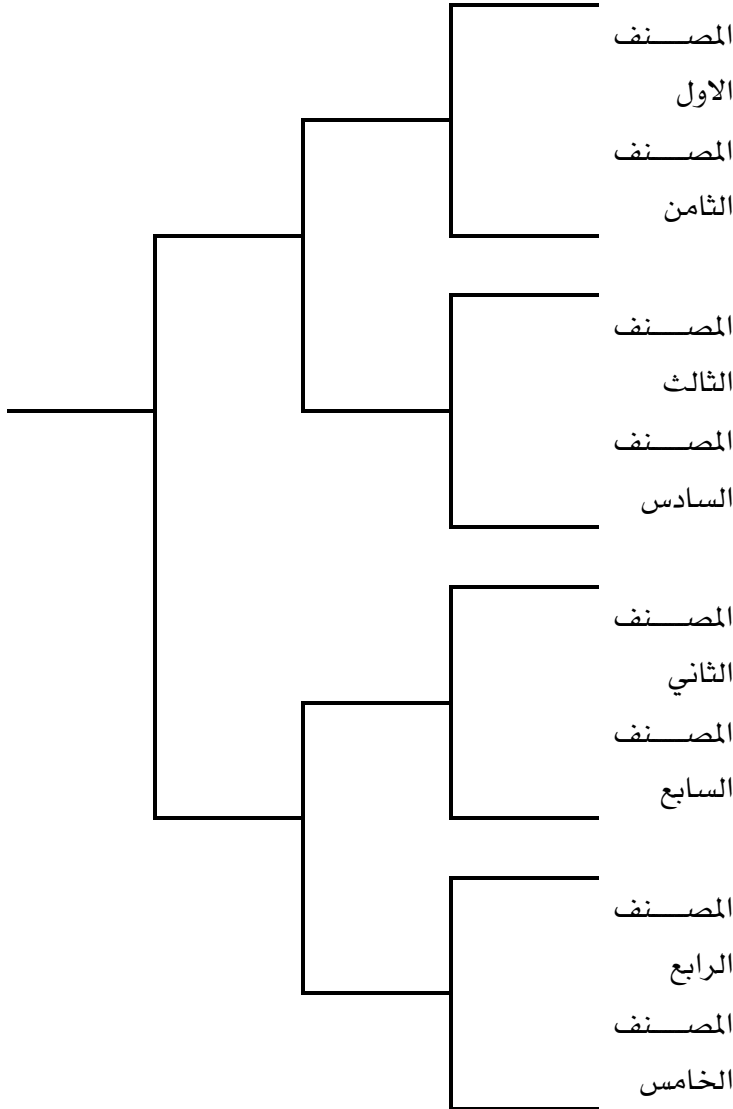 المصنف
الاول
المصنف
الثامن
المصنف
الثالث
المصنف
السادس
المصنف
الثاني
المصنف
السابع
المصنف
الرابع
المصنف
الخامس